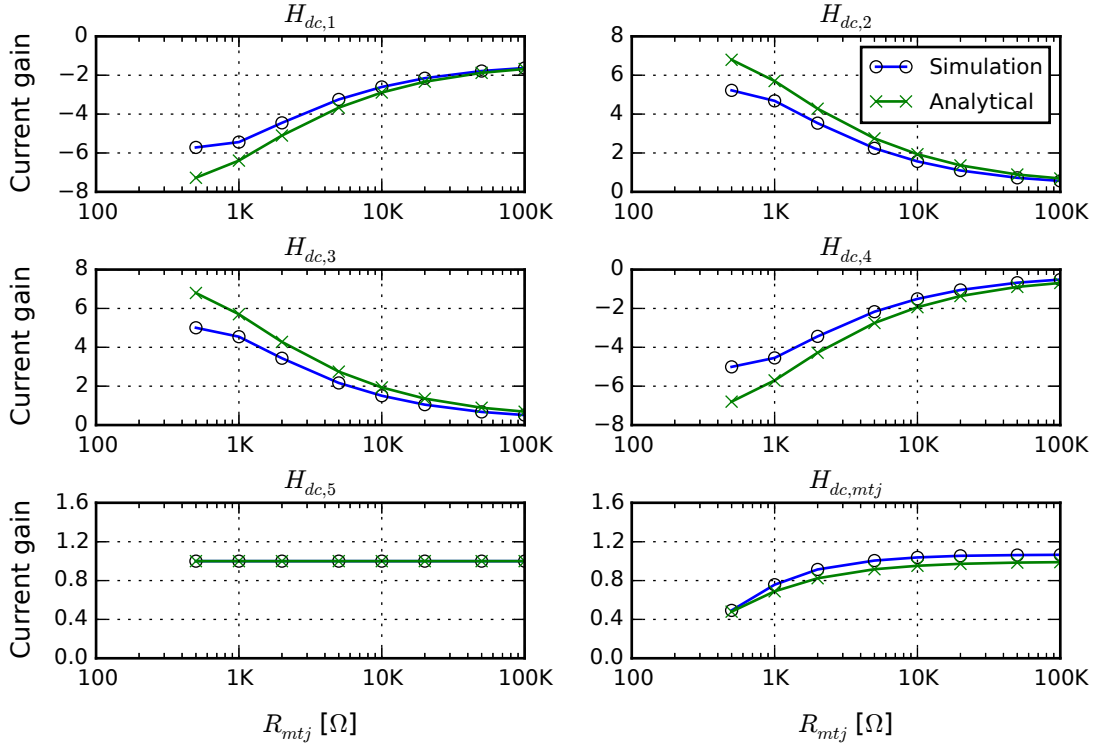 H_{dc,1}
Current gain
0
−2
−4
−6
−8
100 1K 10K 100K
H_{dc,2}
8
6
4
2
0
100 1K 10K 100K
Simulation
Analytical
H_{dc,3}
Current gain
8
6
4
2
0
100 1K 10K 100K
H_{dc,4}
0
−2
−4
−6
−8
100 1K 10K 100K
H_{dc,5}
Current gain
1.6
1.2
0.8
0.4
0.0
100 1K 10K 100K
R_{mtj} [Ω]
H_{dc,mtj}
1.6
1.2
0.8
0.4
0.0
100 1K 10K 100K
R_{mtj} [Ω]